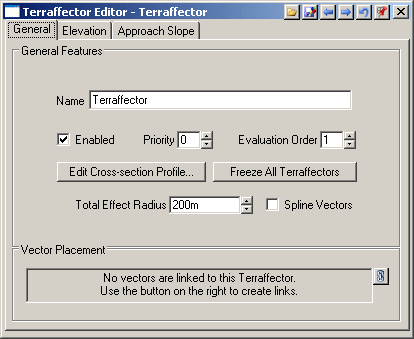 Terraffector Editor - Terraffector
General Elevation Approach Slope
General Features
Name Terraffector
Enabled Priority 0 Evaluation Order 1
Edit Cross-section Profile... Freeze All Terraffectors
Total Effect Radius 200m Spline Vectors
Vector Placement
No vectors are linked to this Terraffector.
Use the button on the right to create links.